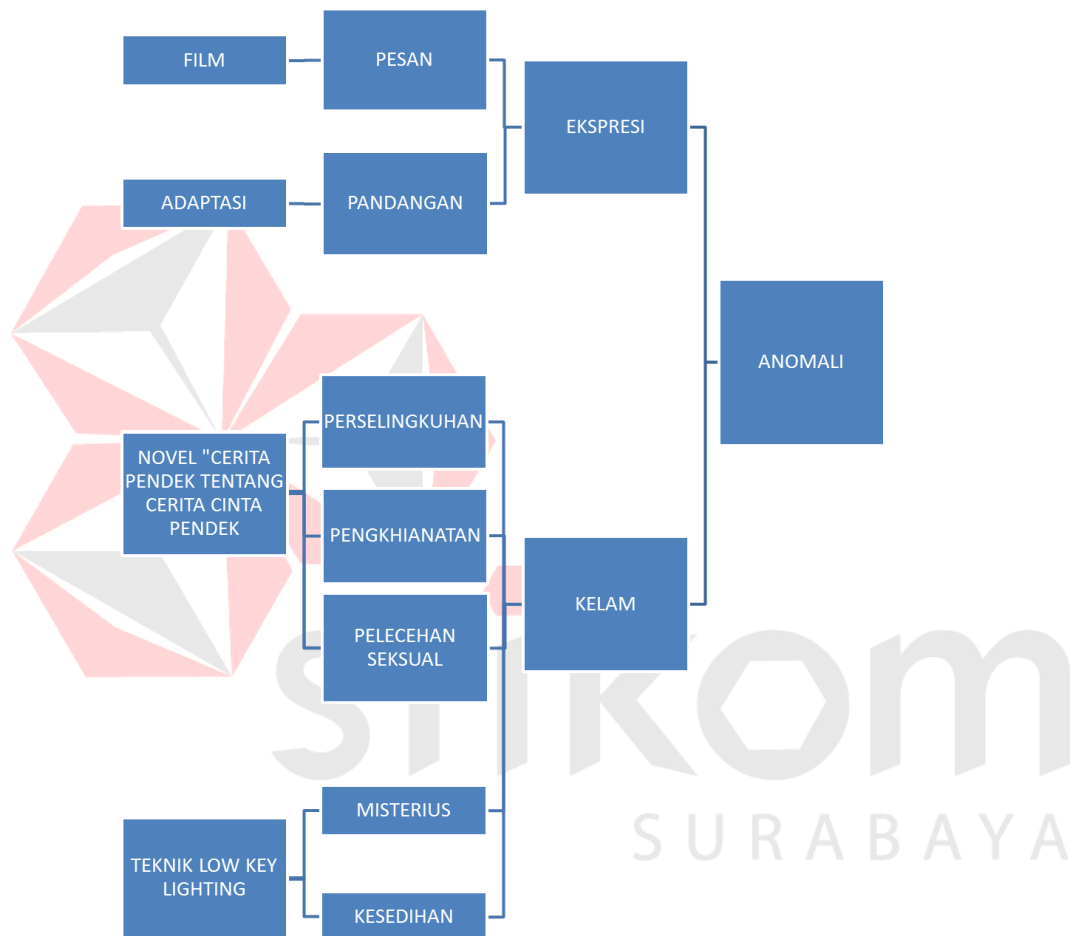 FILM
PESAN
EKSPRESI
ADAPTASI
PANDANGAN
ANOMALI
PERSELINGKUHAN
NOVEL "CERITA
PENDEK TENTANG
CERITA CINTA
PENDEK
PENGKHIANATAN
KELAM
PELECEHAN
SEKSUAL
MISTERIUS
TEKNIK LOW KEY
LIGHTING
KESEDIHAN
stikom
SURABAYA